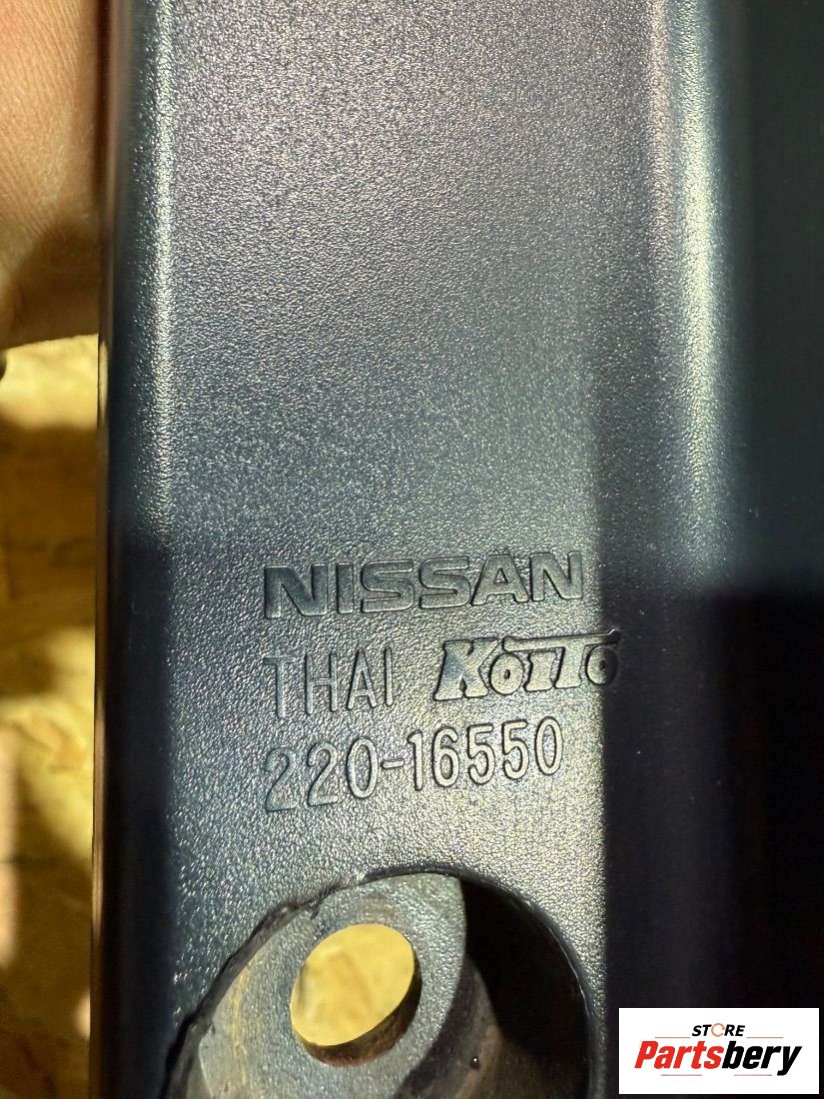 NISSAN
THAI KOITO
220-16550
STORE
Partsbery